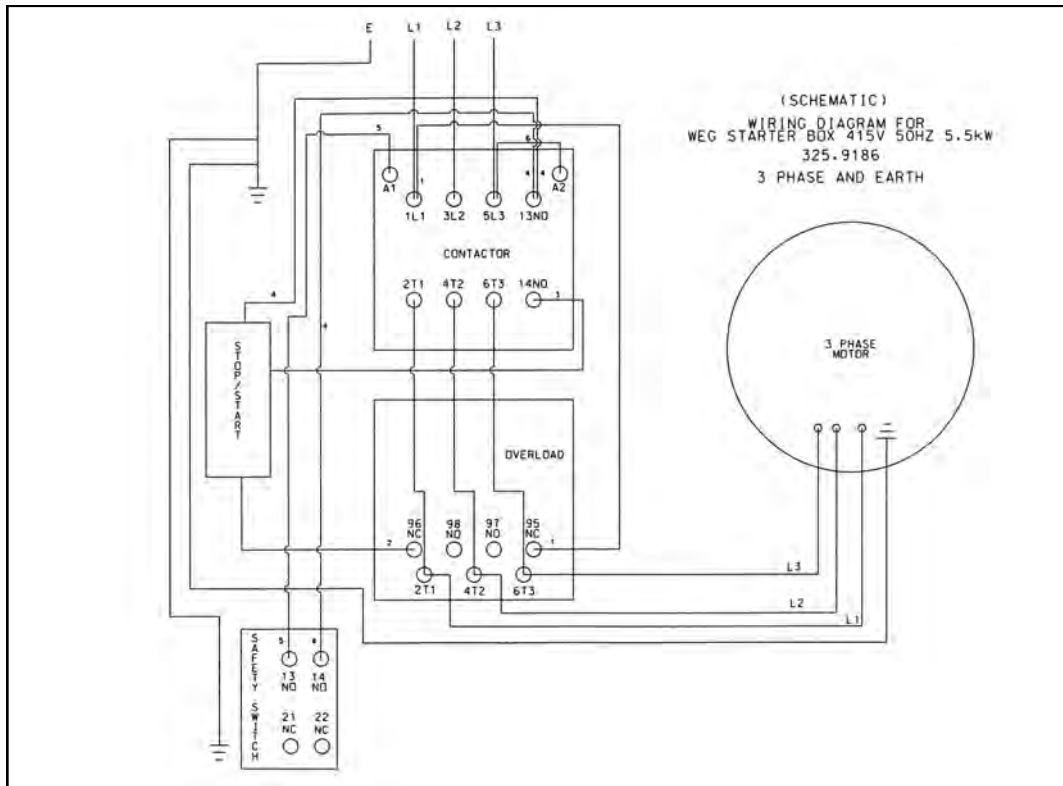 E L1 L2 L3
(SCHEMATIC)
WIRING DIAGRAM FOR
WEG STARTER BOX 415V 50HZ 5.5kW
325.9186
3 PHASE AND EARTH
5 6
A1 1 4 4 A2
1L1 3L2 5L3 13NO
CONTACTOR
2T1 4T2 6T3 14NO
3
4
4
STOP/START
3 PHASE
MOTOR
OVERLOAD
96 98 97 95
NC NO NO NC
2 1
2T1 4T2 6T3
L3
L2
L1
SAFETY SWITCH
5
13 14
NO NO
21 22
NC NC